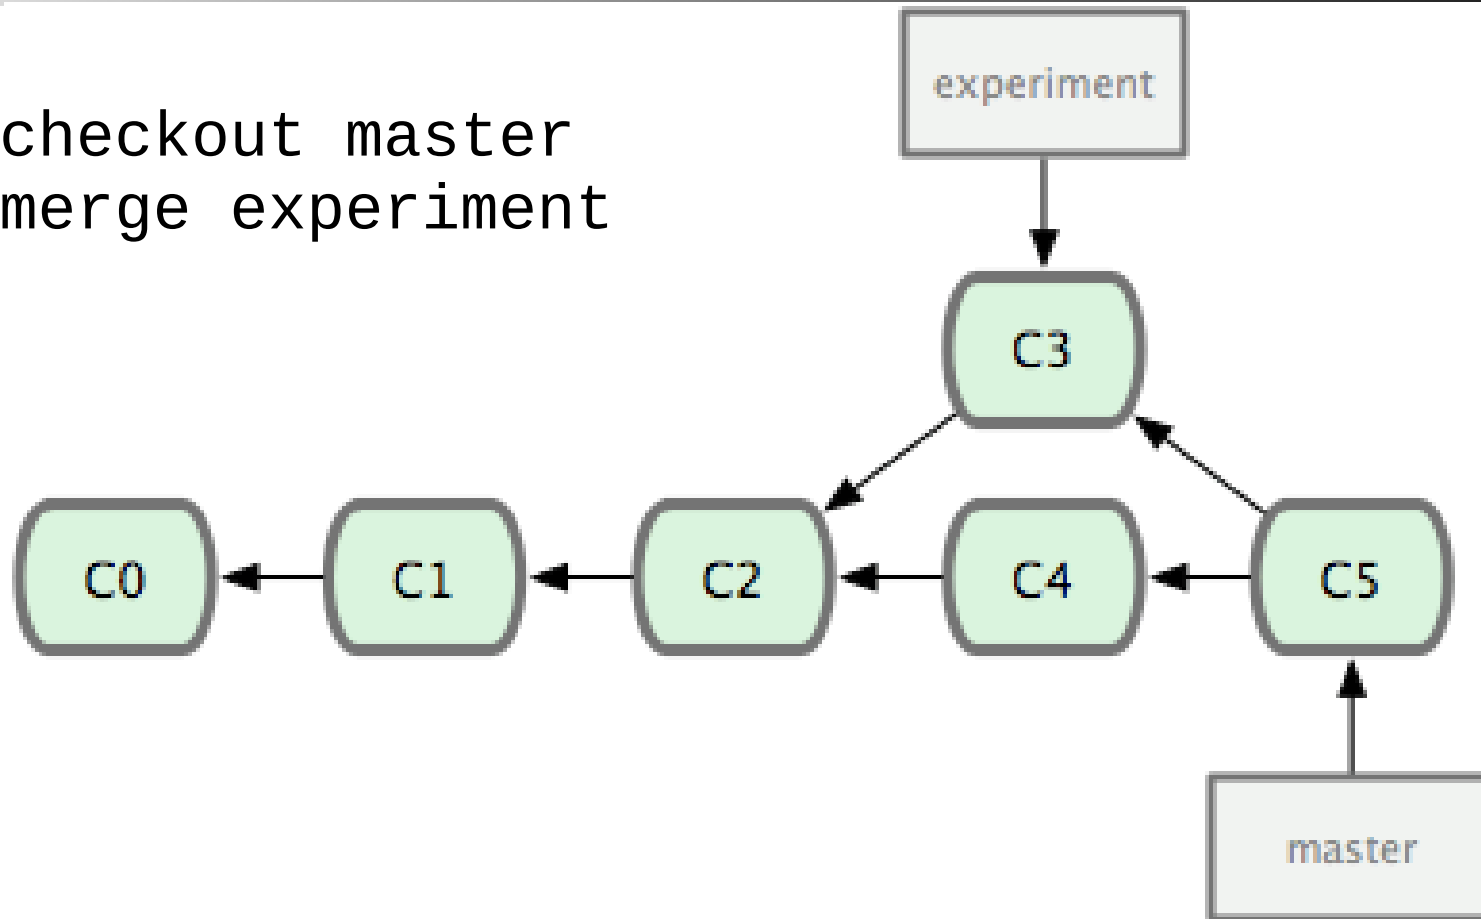 experiment
checkout master
merge experiment
C3
C0 C1 C2 C4 C5
master